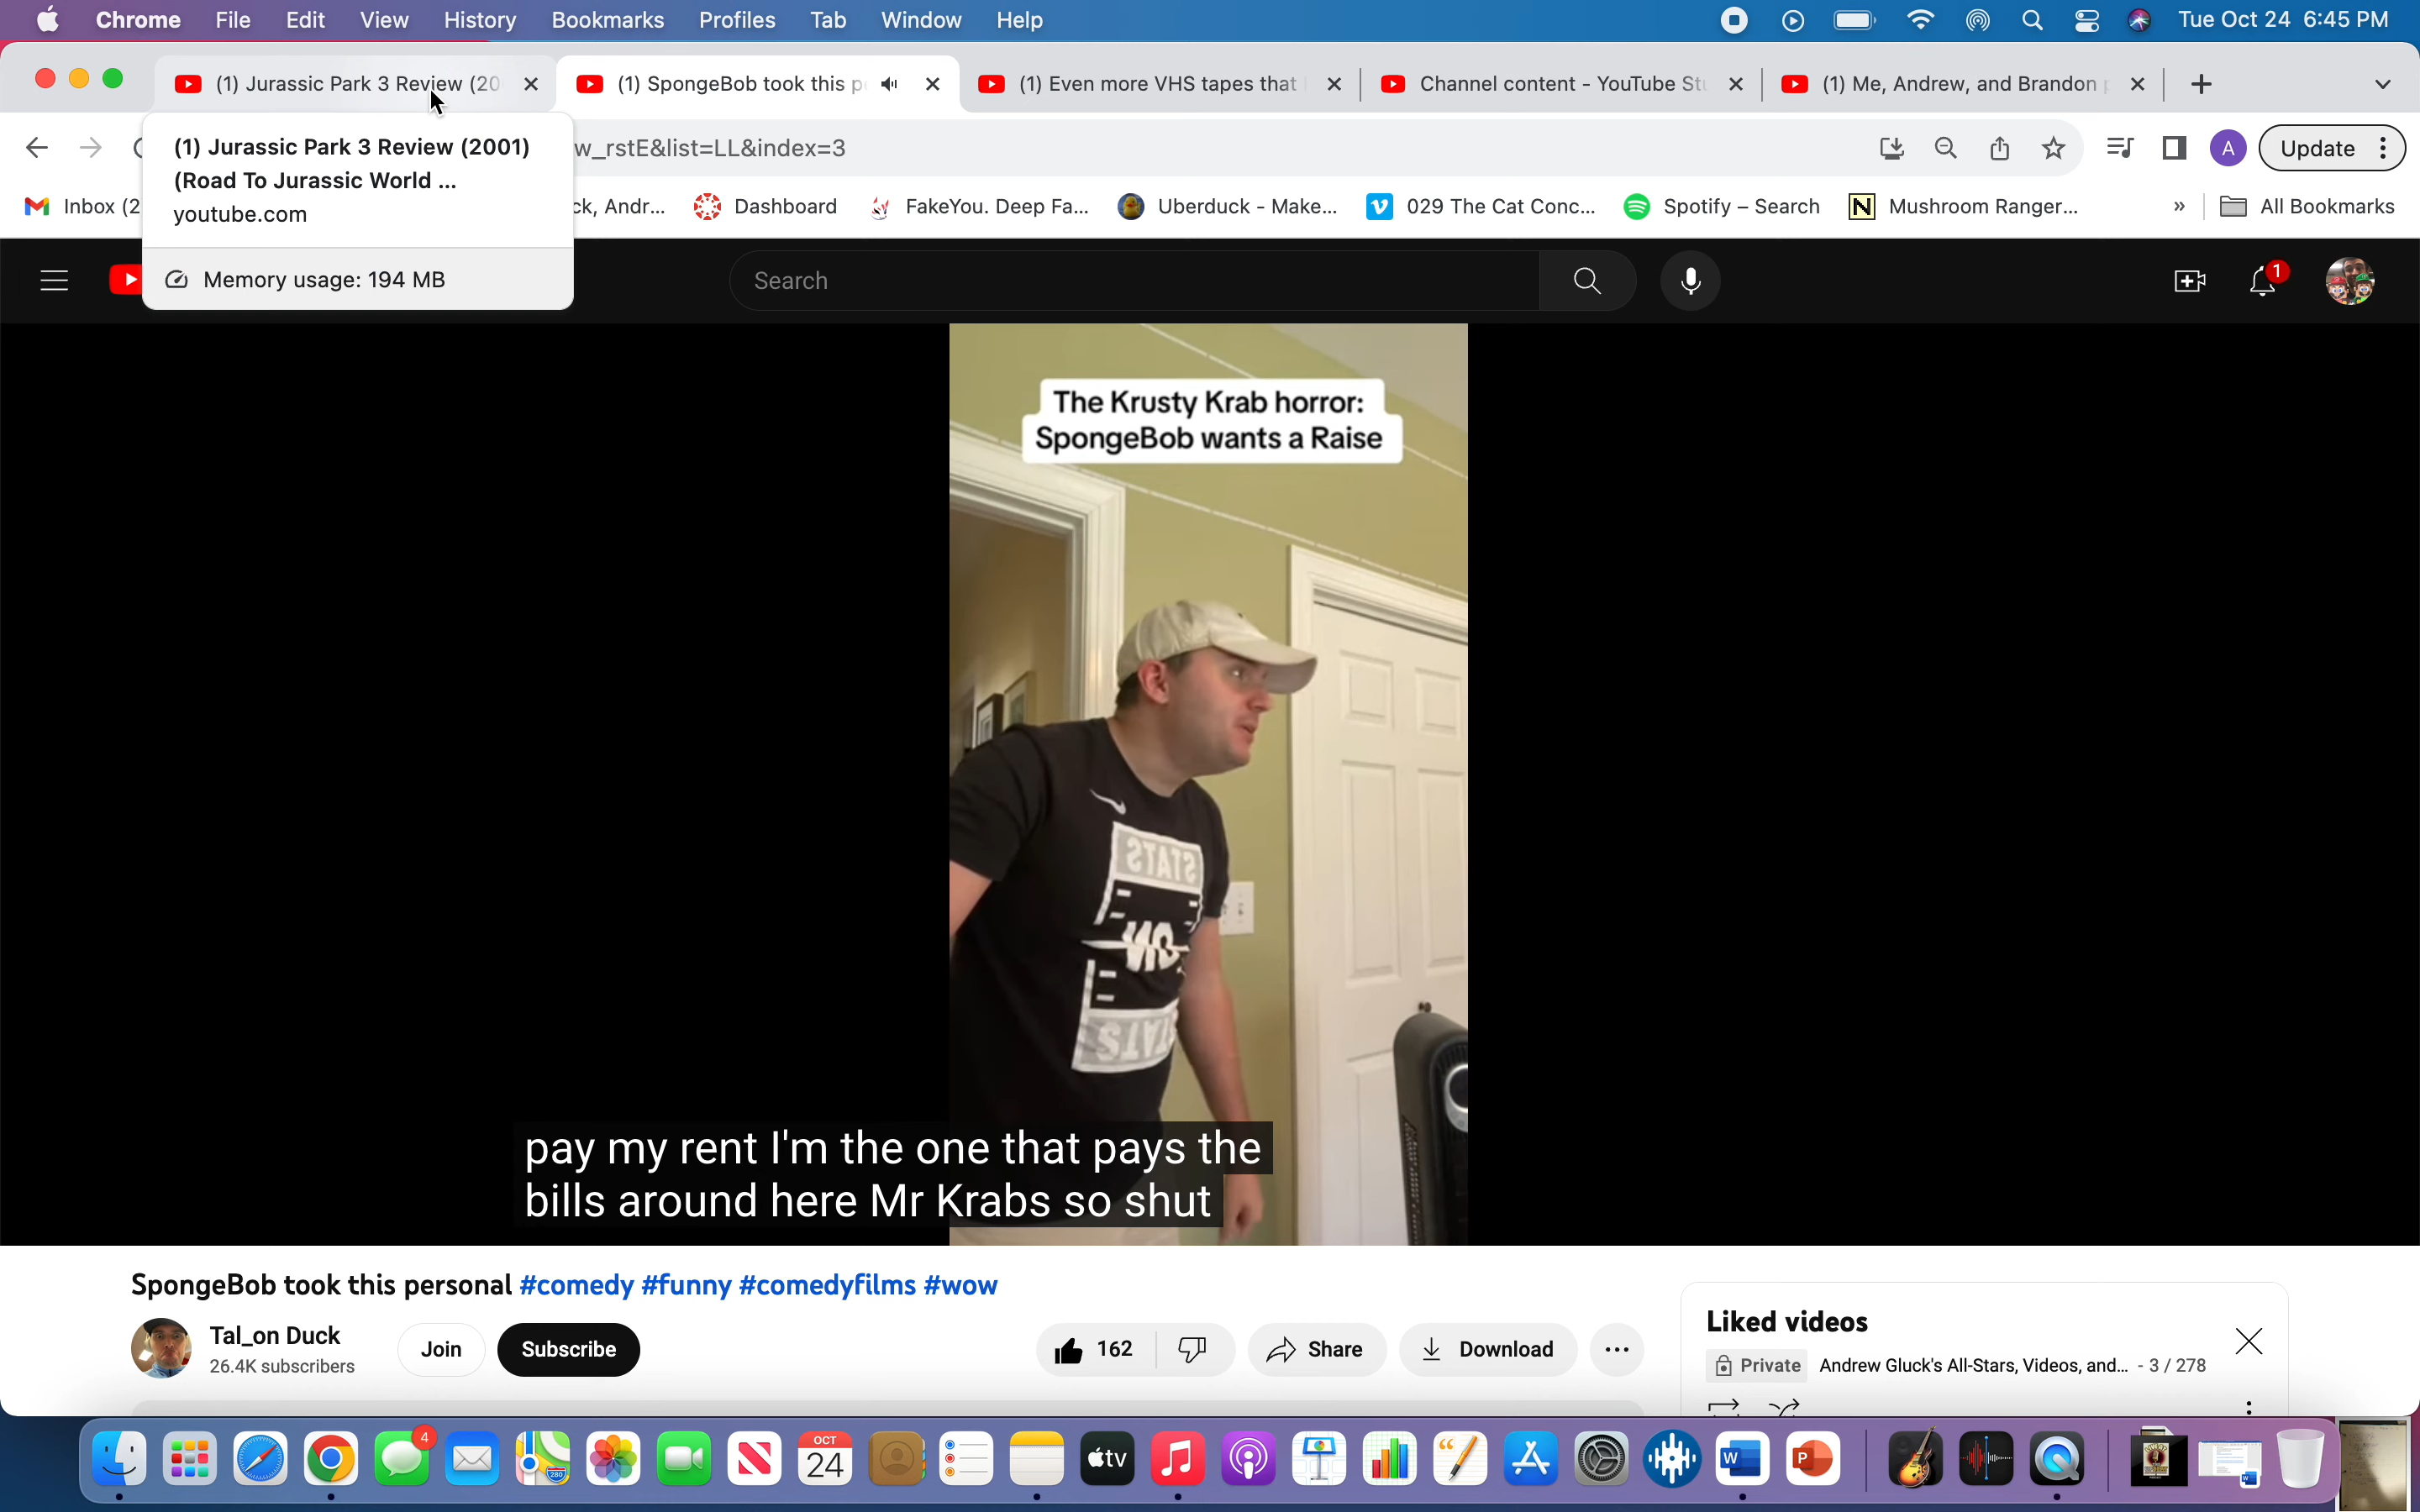 Chrome File Edit View History Bookmarks Profiles Tab Window Help Tue Oct 24 6:45 PM
(1) Jurassic Park 3 Review (20 (1) SpongeBob took this p (1) Even more VHS tapes that Channel content - YouTube St (1) Me, Andrew, and Brandon
w_rstE&list=LL&index=3 A Update
(1) Jurassic Park 3 Review (2001)
(Road To Jurassic World ...
youtube.com
Memory usage: 194 MB
Inbox (2 ck, Andr... Dashboard FakeYou. Deep Fa... Uberduck - Make... 029 The Cat Conc... Spotify – Search N Mushroom Ranger... » All Bookmarks
Search 1
The Krusty Krab horror:
SpongeBob wants a Raise
STATS
pay my rent I'm the one that pays the
bills around here Mr Krabs so shut
SpongeBob took this personal #comedy #funny #comedyfilms #wow
Tal_on Duck
26.4K subscribers
Join Subscribe 162 Share Download
Liked videos
Private Andrew Gluck's All-Stars, Videos, and... - 3 / 278
4 OCT 24 280 tv W P